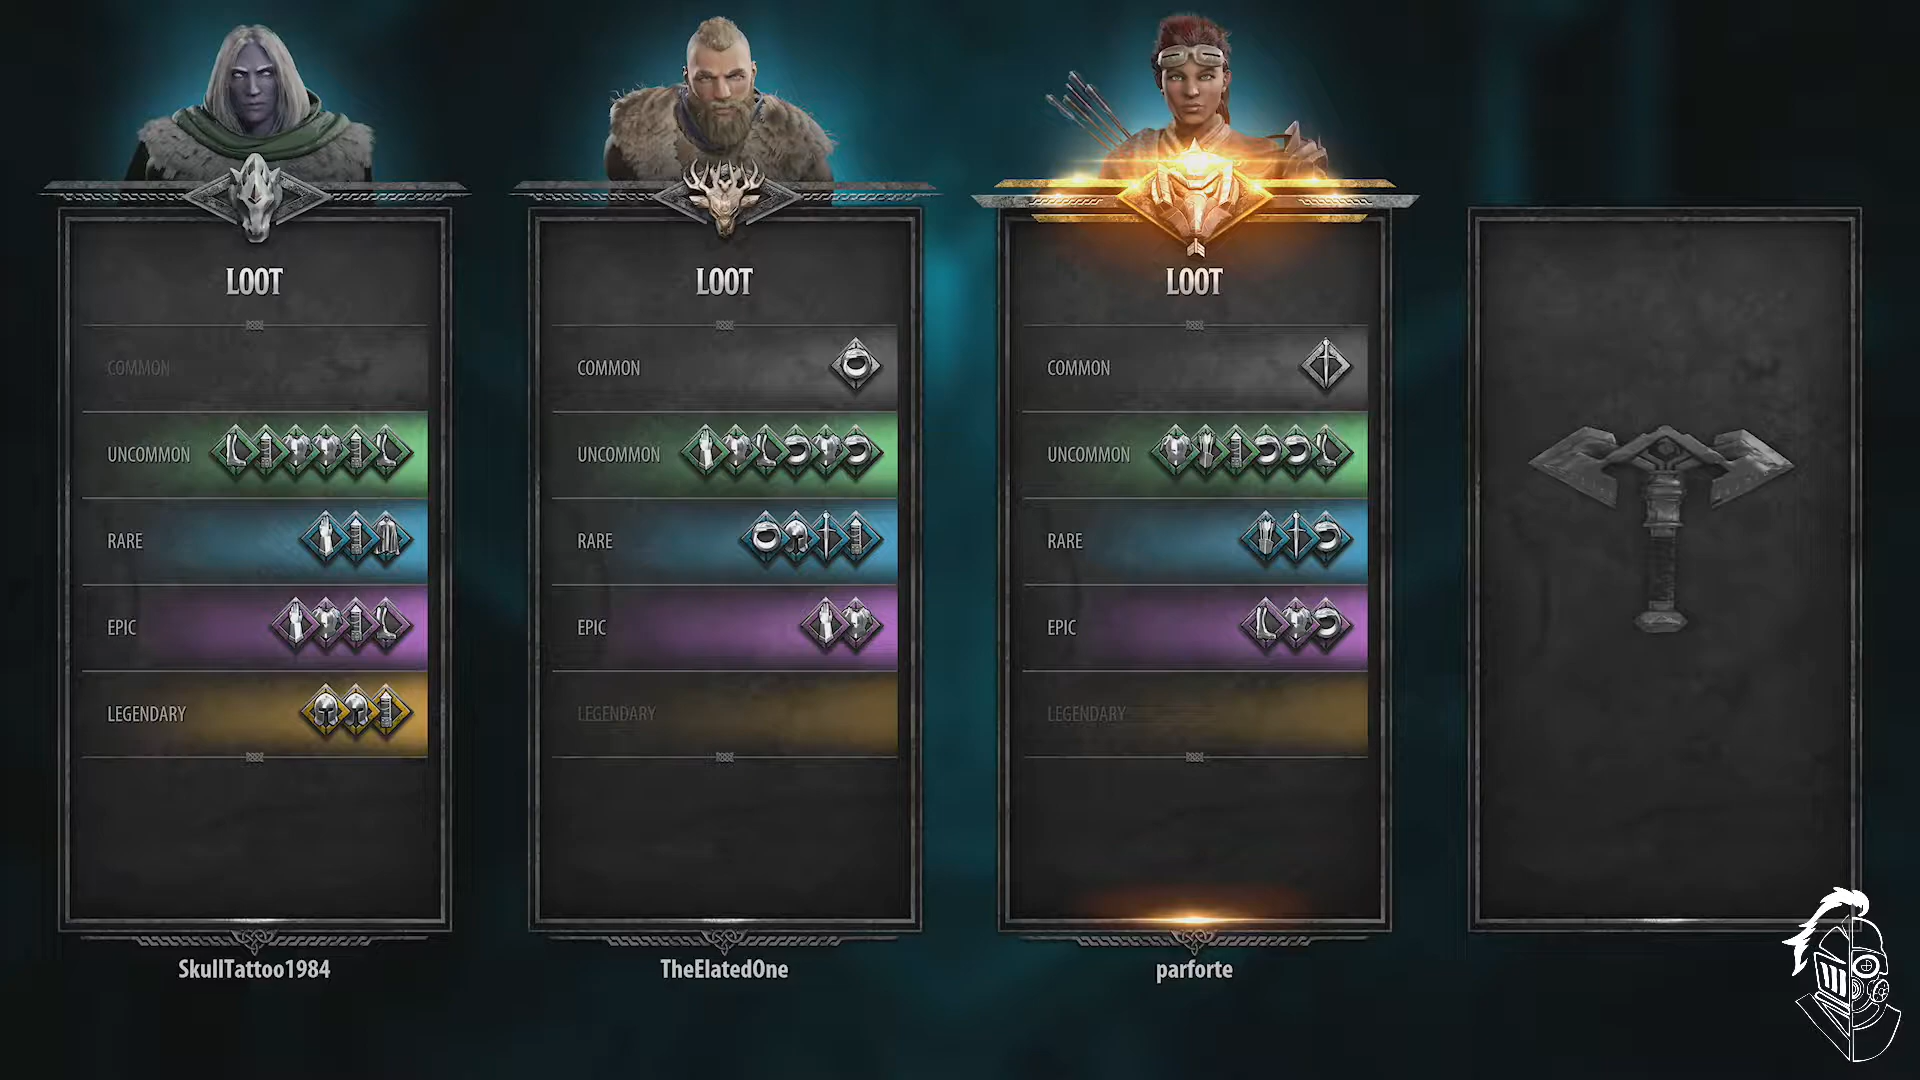 LOOT
COMMON
UNCOMMON
RARE
EPIC
LEGENDARY
SkullTattoo1984
LOOT
COMMON
UNCOMMON
RARE
EPIC
LEGENDARY
TheElatedOne
LOOT
COMMON
UNCOMMON
RARE
EPIC
LEGENDARY
parforte